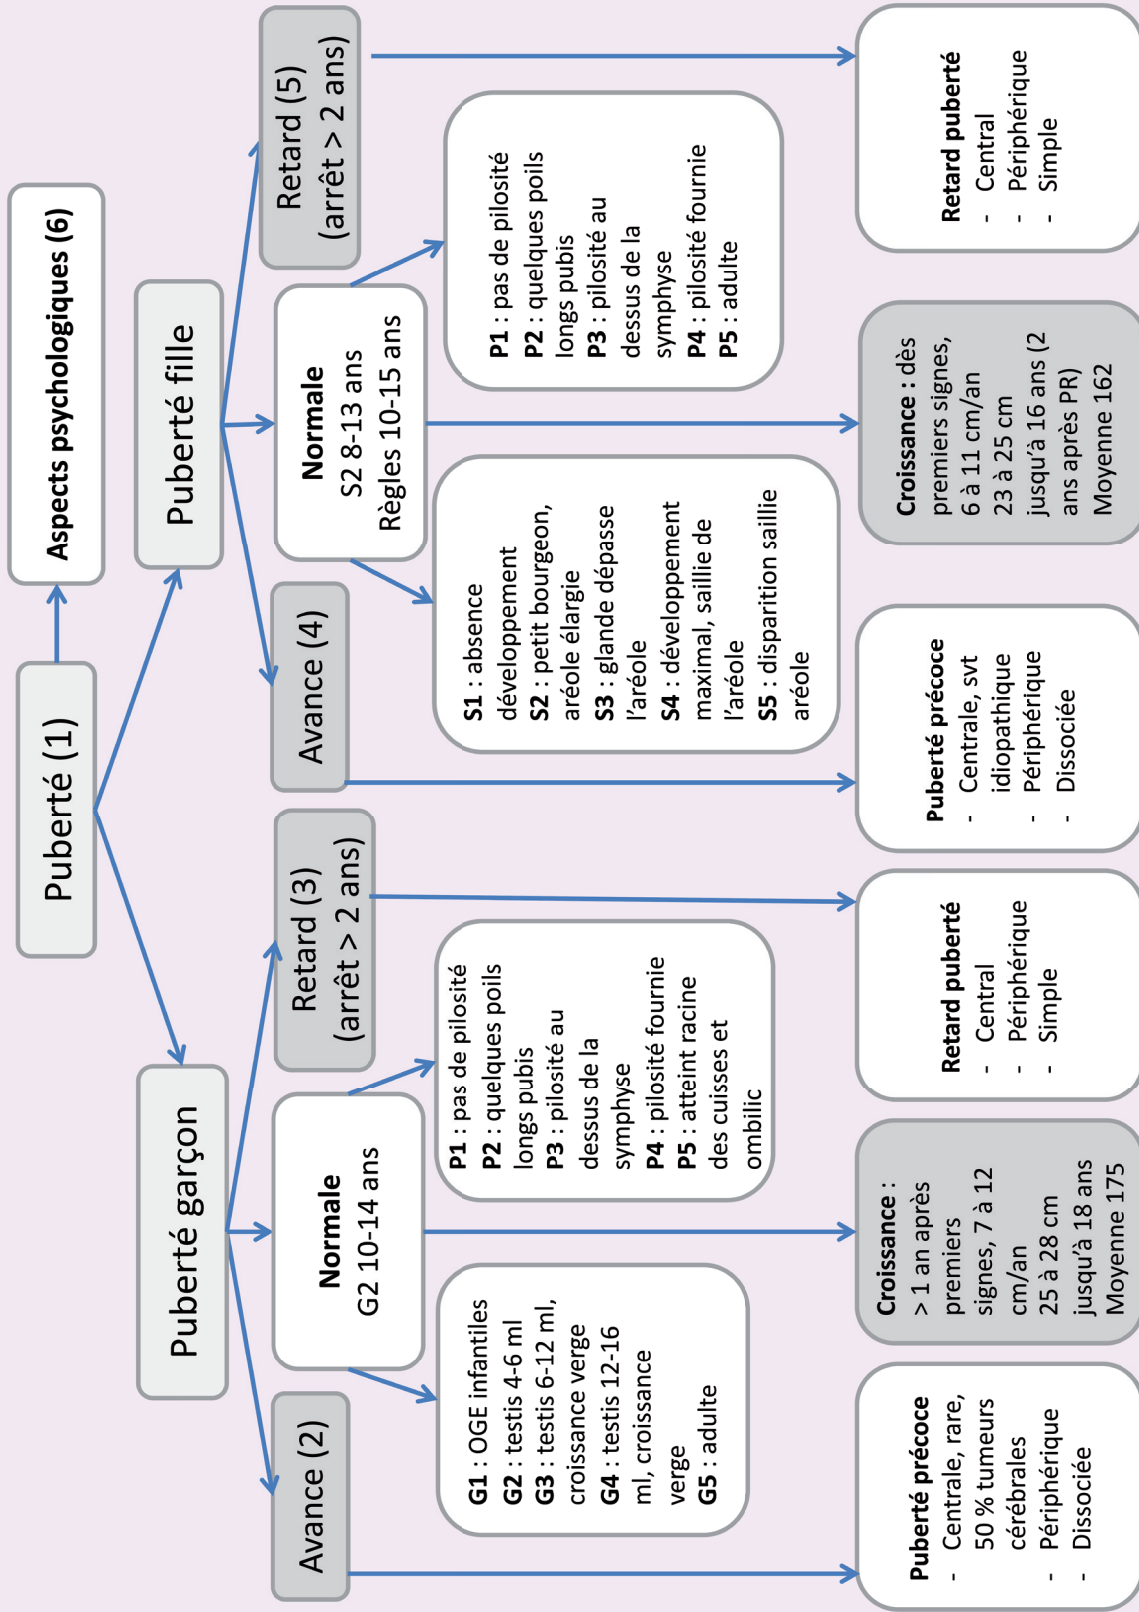 Puberté (1)
Aspects psychologiques (6)
Puberté garçon
Puberté fille
Avance (2)
Normale
G2 10-14 ans
Retard (3)
(arrêt > 2 ans)
Avance (4)
Normale
S2 8-13 ans
Règles 10-15 ans
Retard (5)
(arrêt > 2 ans)
G1 : OGE infantiles
G2 : testis 4-6 ml
G3 : testis 6-12 ml,
croissance verge
G4 : testis 12-16
ml, croissance
verge
G5 : adulte
P1 : pas de pilosité
P2 : quelques poils
longs pubis
P3 : pilosité au
dessus de la
symphyse
P4 : pilosité fournie
P5 : atteint racine
des cuisses et
ombilic
S1 : absence
développement
S2 : petit bourgeon,
aréole élargie
S3 : glande dépasse
l'aréole
S4 : développement
maximal, saillie de
l'aréole
S5 : disparition saillie
aréole
P1 : pas de pilosité
P2 : quelques poils
longs pubis
P3 : pilosité au
dessus de la
symphyse
P4 : pilosité fournie
P5 : adulte
Puberté précoce
- Centrale, rare,
50 % tumeurs
cérébrales
- Périphérique
- Dissociée
Croissance :
> 1 an après
premiers
signes, 7 à 12
cm/an
25 à 28 cm
jusqu'à 18 ans
Moyenne 175
Retard puberté
- Central
- Périphérique
- Simple
Puberté précoce
- Centrale, svt
idiopathique
- Périphérique
- Dissociée
Croissance : dès
premiers signes,
6 à 11 cm/an
23 à 25 cm
jusqu'à 16 ans (2
ans après PR)
Moyenne 162
Retard puberté
- Central
- Périphérique
- Simple